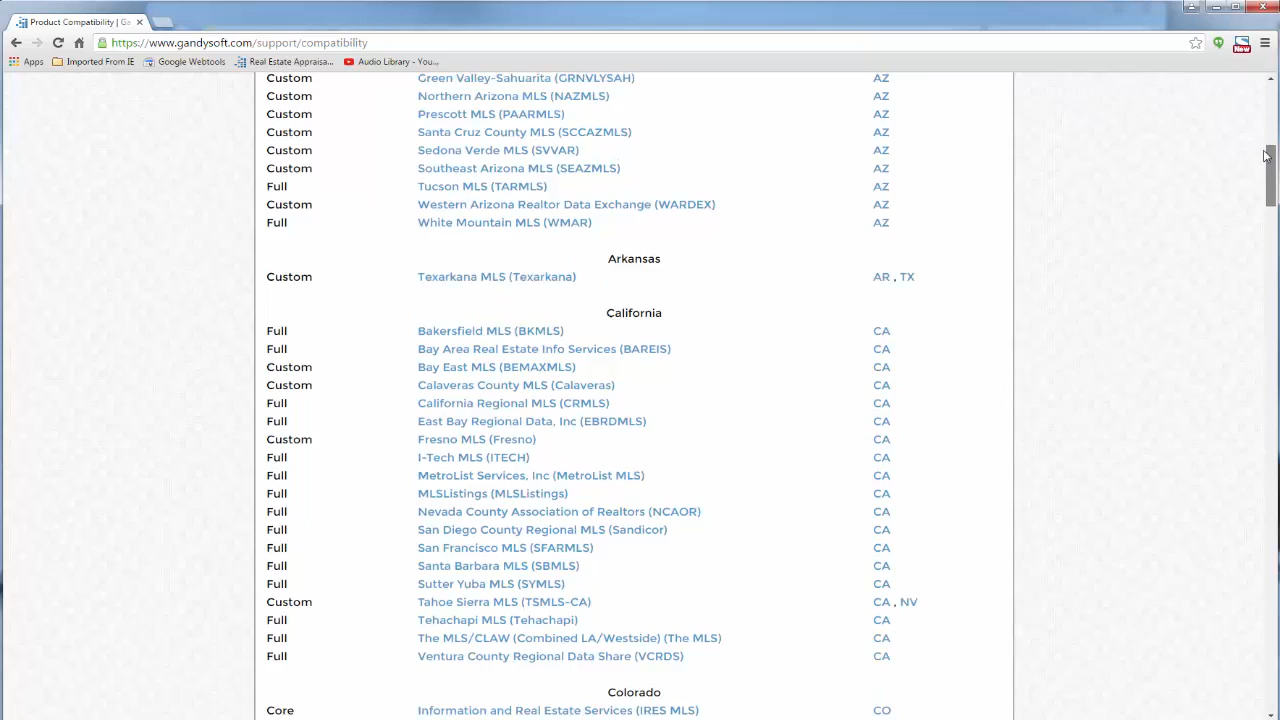 Product Compatibility | Ga
https://www.gandysoft.com/support/compatibility
New
Apps Imported From IE Google Webtools Real Estate Appraisa... Audio Library - You...
Custom Green Valley-Sahuarita (GRNVLYSAH) AZ
Custom Northern Arizona MLS (NAZMLS) AZ
Custom Prescott MLS (PAARMLS) AZ
Custom Santa Cruz County MLS (SCCAZMLS) AZ
Custom Sedona Verde MLS (SVVAR) AZ
Custom Southeast Arizona MLS (SEAZMLS) AZ
Full Tucson MLS (TARMLS) AZ
Custom Western Arizona Realtor Data Exchange (WARDEX) AZ
Full White Mountain MLS (WMAR) AZ
Arkansas
Custom Texarkana MLS (Texarkana) AR , TX
California
Full Bakersfield MLS (BKMLS) CA
Full Bay Area Real Estate Info Services (BAREIS) CA
Custom Bay East MLS (BEMAXMLS) CA
Custom Calaveras County MLS (Calaveras) CA
Full California Regional MLS (CRMLS) CA
Full East Bay Regional Data, Inc (EBRDMLS) CA
Custom Fresno MLS (Fresno) CA
Full I-Tech MLS (ITECH) CA
Full MetroList Services, Inc (MetroList MLS) CA
Full MLSListings (MLSListings) CA
Full Nevada County Association of Realtors (NCAOR) CA
Full San Diego County Regional MLS (Sandicor) CA
Full San Francisco MLS (SFARMLS) CA
Full Santa Barbara MLS (SBMLS) CA
Full Sutter Yuba MLS (SYMLS) CA
Custom Tahoe Sierra MLS (TSMLS-CA) CA , NV
Full Tehachapi MLS (Tehachapi) CA
Full The MLS/CLAW (Combined LA/Westside) (The MLS) CA
Full Ventura County Regional Data Share (VCRDS) CA
Colorado
Core Information and Real Estate Services (IRES MLS) CO